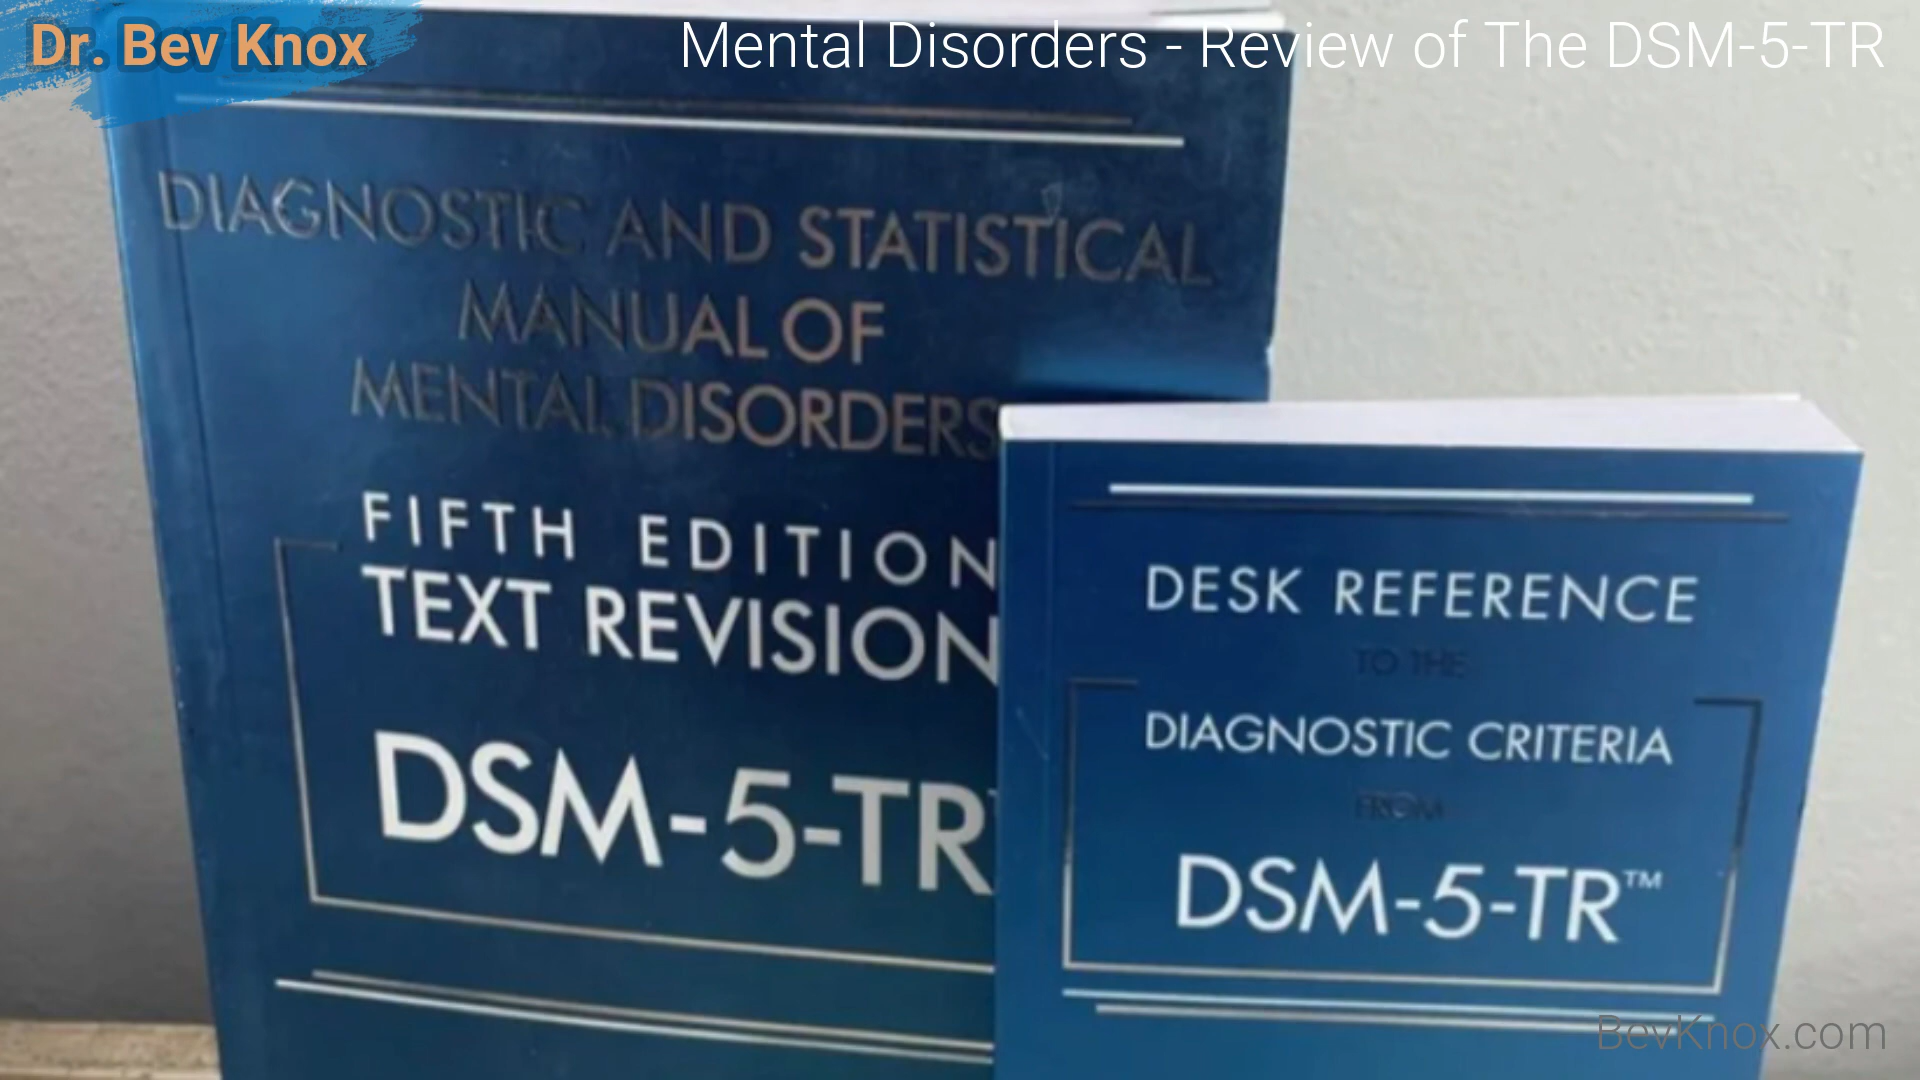 Dr. Bev Knox
Mental Disorders - Review of The DSM-5-TR
DIAGNOSTIC AND STATISTICAL
MANUAL OF
MENTAL DISORDERS
FIFTH EDITION
TEXT REVISION
DSM-5-TR
DESK REFERENCE
TO THE
DIAGNOSTIC CRITERIA
FROM
DSM-5-TR™
BevKnox.com